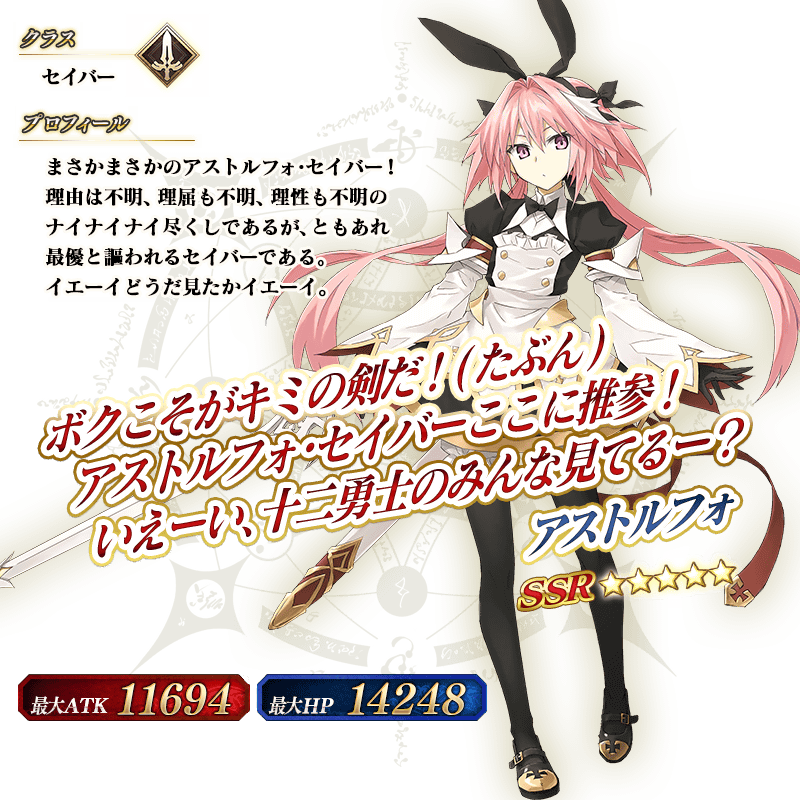 クラス
セイバー
プロフィール
まさかまさかのアストルフォ・セイバー！
理由は不明、理屈も不明、理性も不明の
ナイナイナイ尽くしであるが、ともあれ
最優と謳われるセイバーである。
イエーイどうだ見たかイエーイ。
ボクこそがキミの剣だ！(たぶん)
アストルフォ・セイバーここに推参！
いえーい、十二勇士のみんな見てるー？
アストルフォ
SSR ☆☆☆☆☆
最大ATK 11694
最大HP 14248